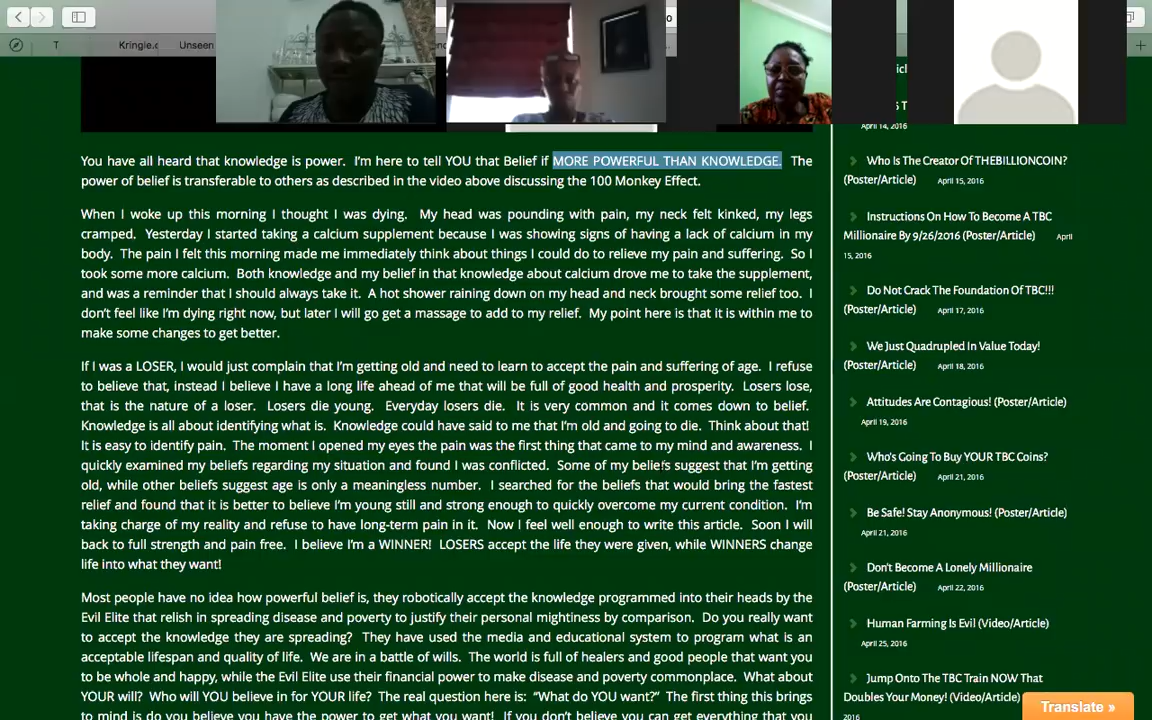 T
Kringle.c
Unseen
You have all heard that knowledge is power. I'm here to tell YOU that Belief if MORE POWERFUL THAN KNOWLEDGE. The
power of belief is transferable to others as described in the video above discussing the 100 Monkey Effect.
When I woke up this morning I thought I was dying. My head was pounding with pain, my neck felt kinked, my legs
cramped. Yesterday I started taking a calcium supplement because I was showing signs of having a lack of calcium in my
body. The pain I felt this morning made me immediately think about things I could do to relieve my pain and suffering. So I
took some more calcium. Both knowledge and my belief in that knowledge about calcium drove me to take the supplement,
and was a reminder that I should always take it. A hot shower raining down on my head and neck brought some relief too. I
don't feel like I'm dying right now, but later I will go get a massage to add to my relief. My point here is that it is within me to
make some changes to get better.
If I was a LOSER, I would just complain that I'm getting old and need to learn to accept the pain and suffering of age. I refuse
to believe that, instead I believe I have a long life ahead of me that will be full of good health and prosperity. Losers lose,
that is the nature of a loser. Losers die young. Everyday losers die. It is very common and it comes down to belief.
Knowledge is all about identifying what is. Knowledge could have said to me that I'm old and going to die. Think about that!
It is easy to identify pain. The moment I opened my eyes the pain was the first thing that came to my mind and awareness. I
quickly examined my beliefs regarding my situation and found I was conflicted. Some of my beliefs suggest that I'm getting
old, while other beliefs suggest age is only a meaningless number. I searched for the beliefs that would bring the fastest
relief and found that it is better to believe I'm young still and strong enough to quickly overcome my current condition. I'm
taking charge of my reality and refuse to have long-term pain in it. Now I feel well enough to write this article. Soon I will
back to full strength and pain free. I believe I'm a WINNER! LOSERS accept the life they were given, while WINNERS change
life into what they want!
Most people have no idea how powerful belief is, they robotically accept the knowledge programmed into their heads by the
Evil Elite that relish in spreading disease and poverty to justify their personal mightiness by comparison. Do you really want
to accept the knowledge they are spreading? They have used the media and educational system to program what is an
acceptable lifespan and quality of life. We are in a battle of wills. The world is full of healers and good people that want you
to be whole and happy, while the Evil Elite use their financial power to make disease and poverty commonplace. What about
YOUR will? Who will YOU believe in for YOUR life? The real question here is: "What do YOU want?" The first thing this brings
to mind is do you believe you have the power to get what you want! If you don't believe you can get everything that you
April 14, 2016
Who Is The Creator Of THEBILLIONCOIN?
(Poster/Article) April 15, 2016
Instructions On How To Become A TBC
Millionaire By 9/26/2016 (Poster/Article) April
15, 2016
Do Not Crack The Foundation Of TBC!!!
(Poster/Article) April 17, 2016
We Just Quadrupled In Value Today!
(Poster/Article) April 18, 2016
Attitudes Are Contagious! (Poster/Article)
April 19, 2016
Who's Going To Buy YOUR TBC Coins?
(Poster/Article) April 21, 2016
Be Safe! Stay Anonymous! (Poster/Article)
April 21, 2016
Don't Become A Lonely Millionaire
(Poster/Article) April 22, 2016
Human Farming Is Evil (Video/Article)
April 25, 2016
Jump Onto The TBC Train NOW That
Doubles Your Money! (Video/Article) April
2016
Translate »